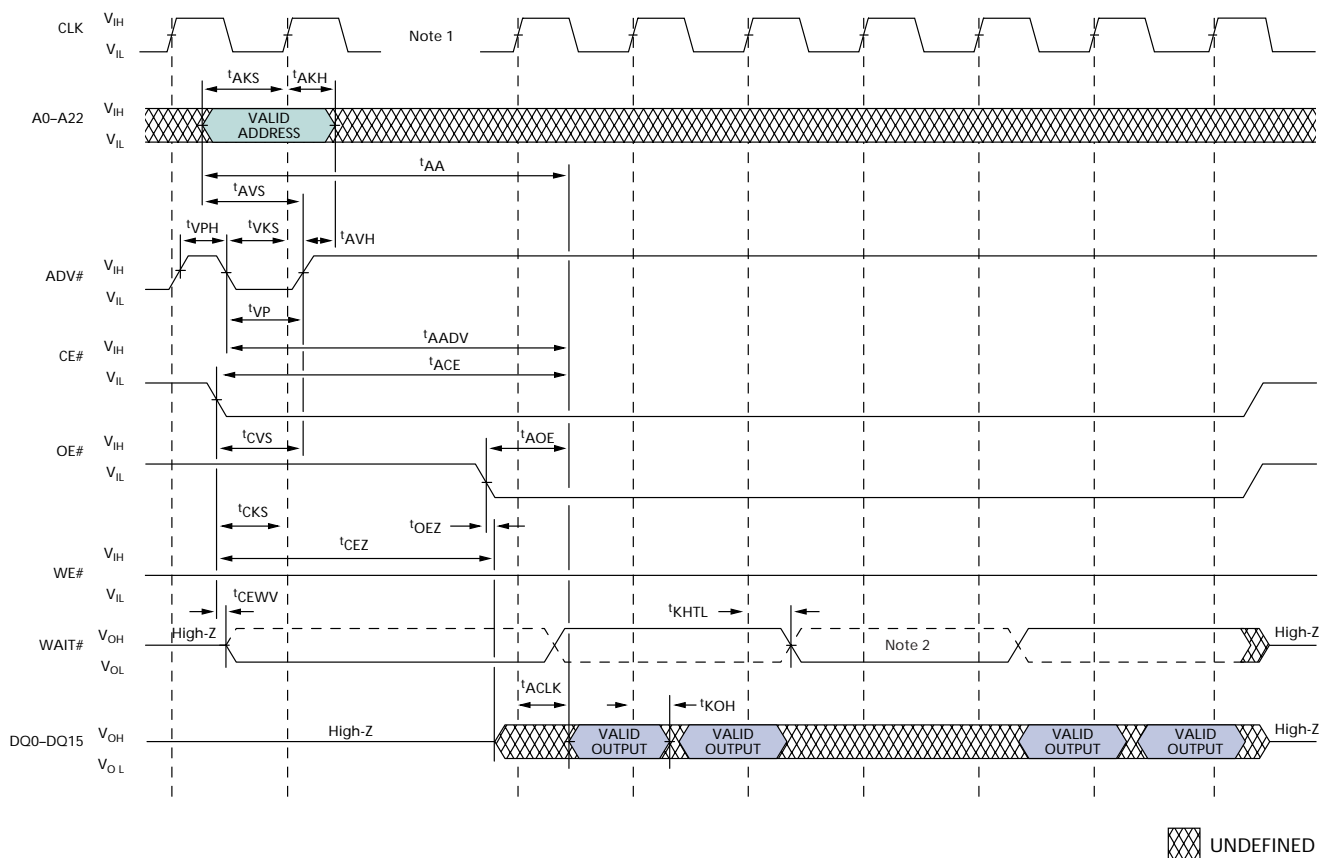 CLK VIH
VIL
Note 1
tAKS tAKH
A0–A22 VIH
VIL
VALID
ADDRESS
tAA
tAVS
tVPH tVKS tAVH
ADV# VIH
VIL
tVP
tAADV
CE# VIH
VIL
tACE
tCVS tAOE
OE# VIH
VIL
tCKS tOEZ
tCEZ
WE# VIH
VIL
tCEWV tKHTL
WAIT# VOH
VOL
High-Z Note 2 High-Z
tACLK tKOH
DQ0–DQ15 VOH
VO L
High-Z VALID
OUTPUT VALID
OUTPUT VALID
OUTPUT VALID
OUTPUT High-Z
UNDEFINED